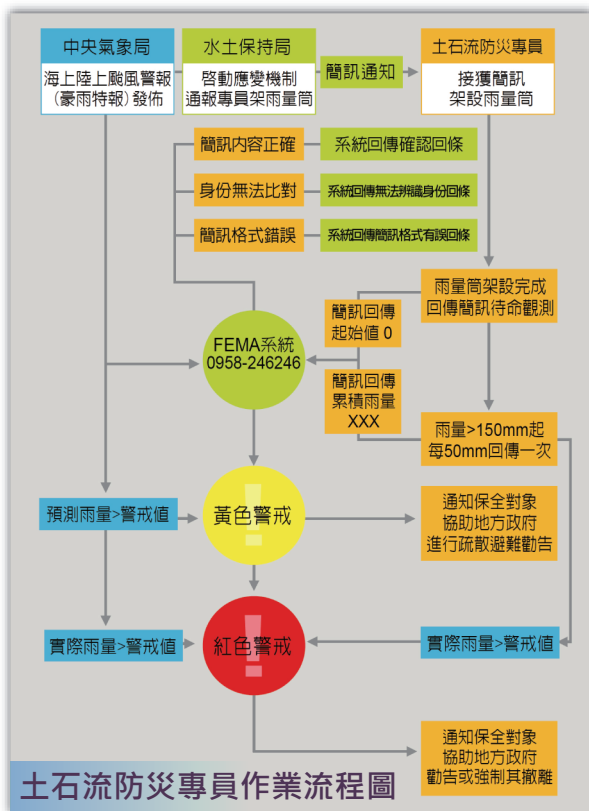 中央氣象局
海上陸上颱風警報
(豪雨特報)發佈
水土保持局
啓動應變機制
通報專員架雨量筒
簡訊通知
土石流防災專員
接獲簡訊
架設雨量筒
簡訊內容正確
系統回傳確認回條
身份無法比對
系統回傳無法辨識身份回條
簡訊格式錯誤
系統回傳簡訊格式有誤回條
雨量筒架設完成
回傳簡訊待命觀測
簡訊回傳
起始值 0
FEMA系統
0958-246246
簡訊回傳
累積雨量
XXX
雨量>150mm起
每50mm回傳一次
預測雨量>警戒值
黃色警戒
通知保全對象
協助地方政府
進行疏散避難勸告
實際雨量>警戒值
紅色警戒
實際雨量>警戒值
通知保全對象
協助地方政府
勸告或強制其撤離
土石流防災專員作業流程圖